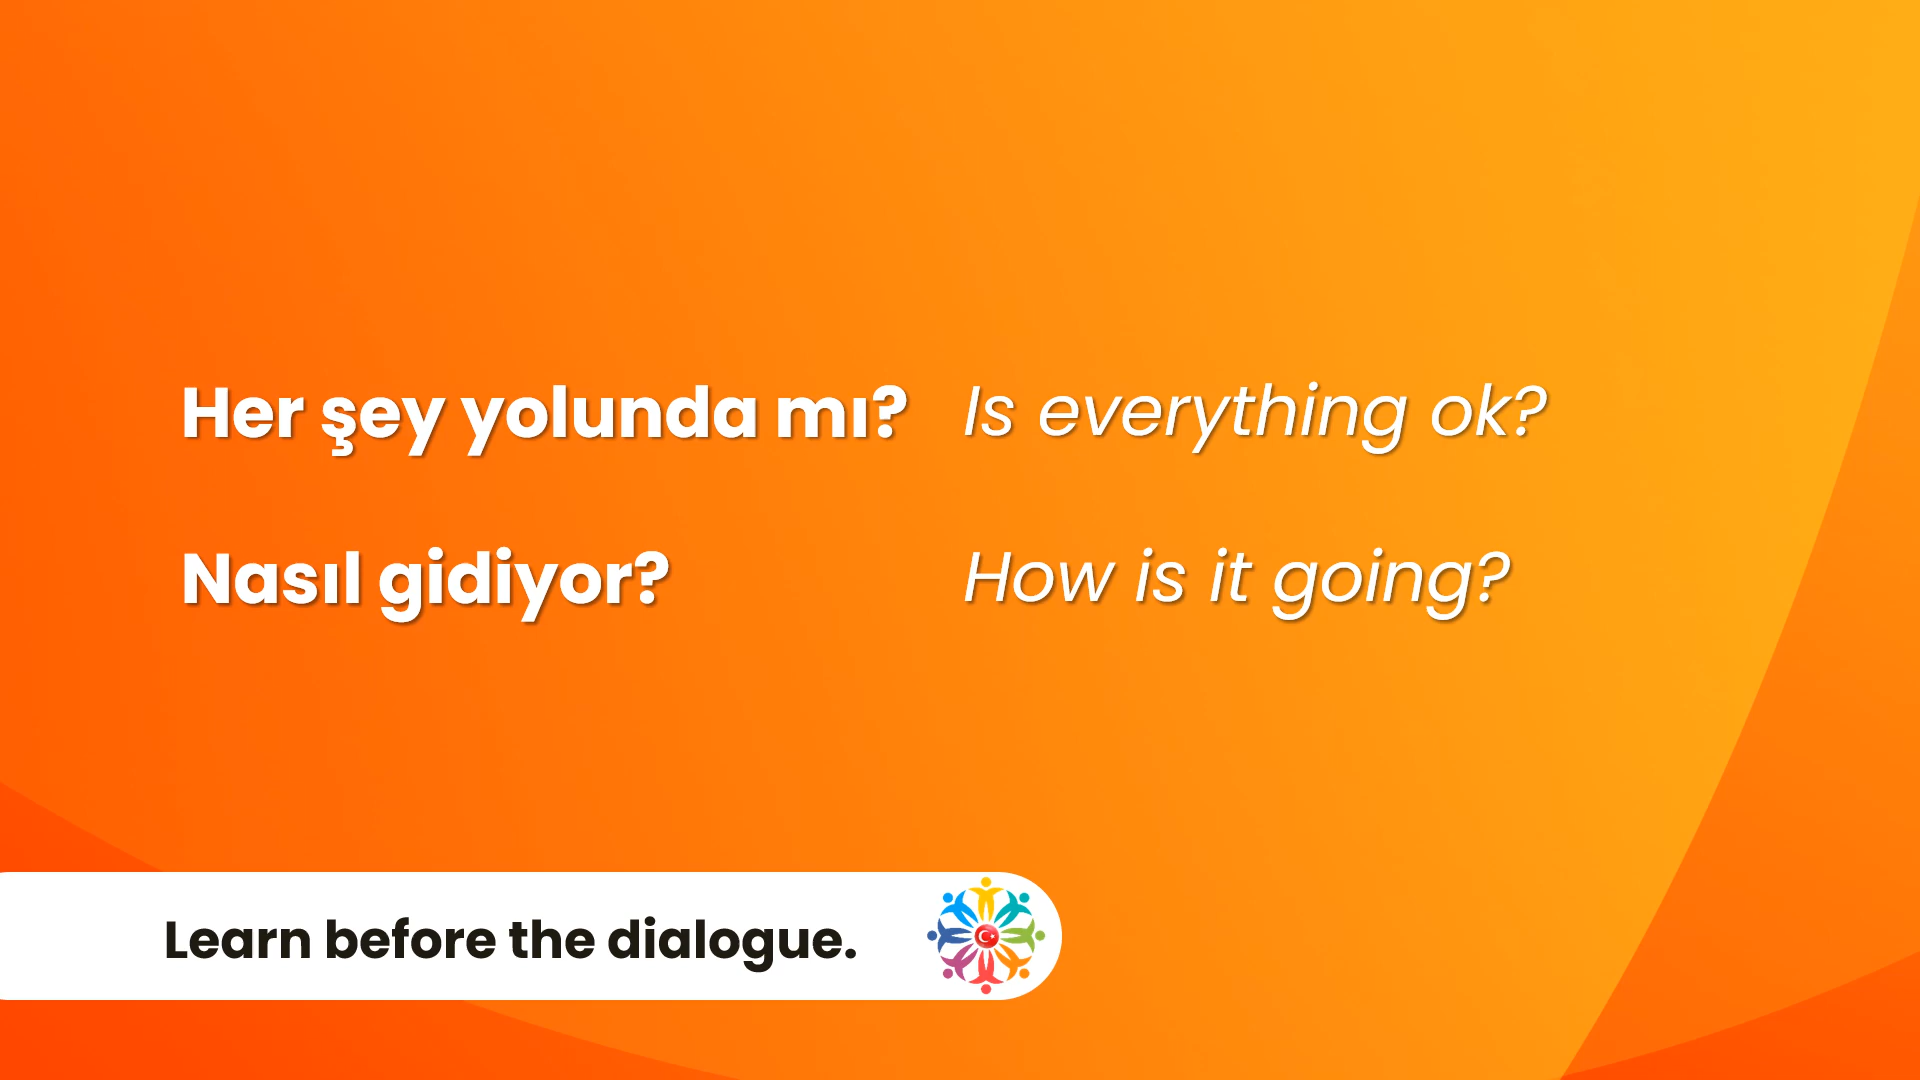 Her şey yolunda mı? Is everything ok?
Nasıl gidiyor? How is it going?
Learn before the dialogue.